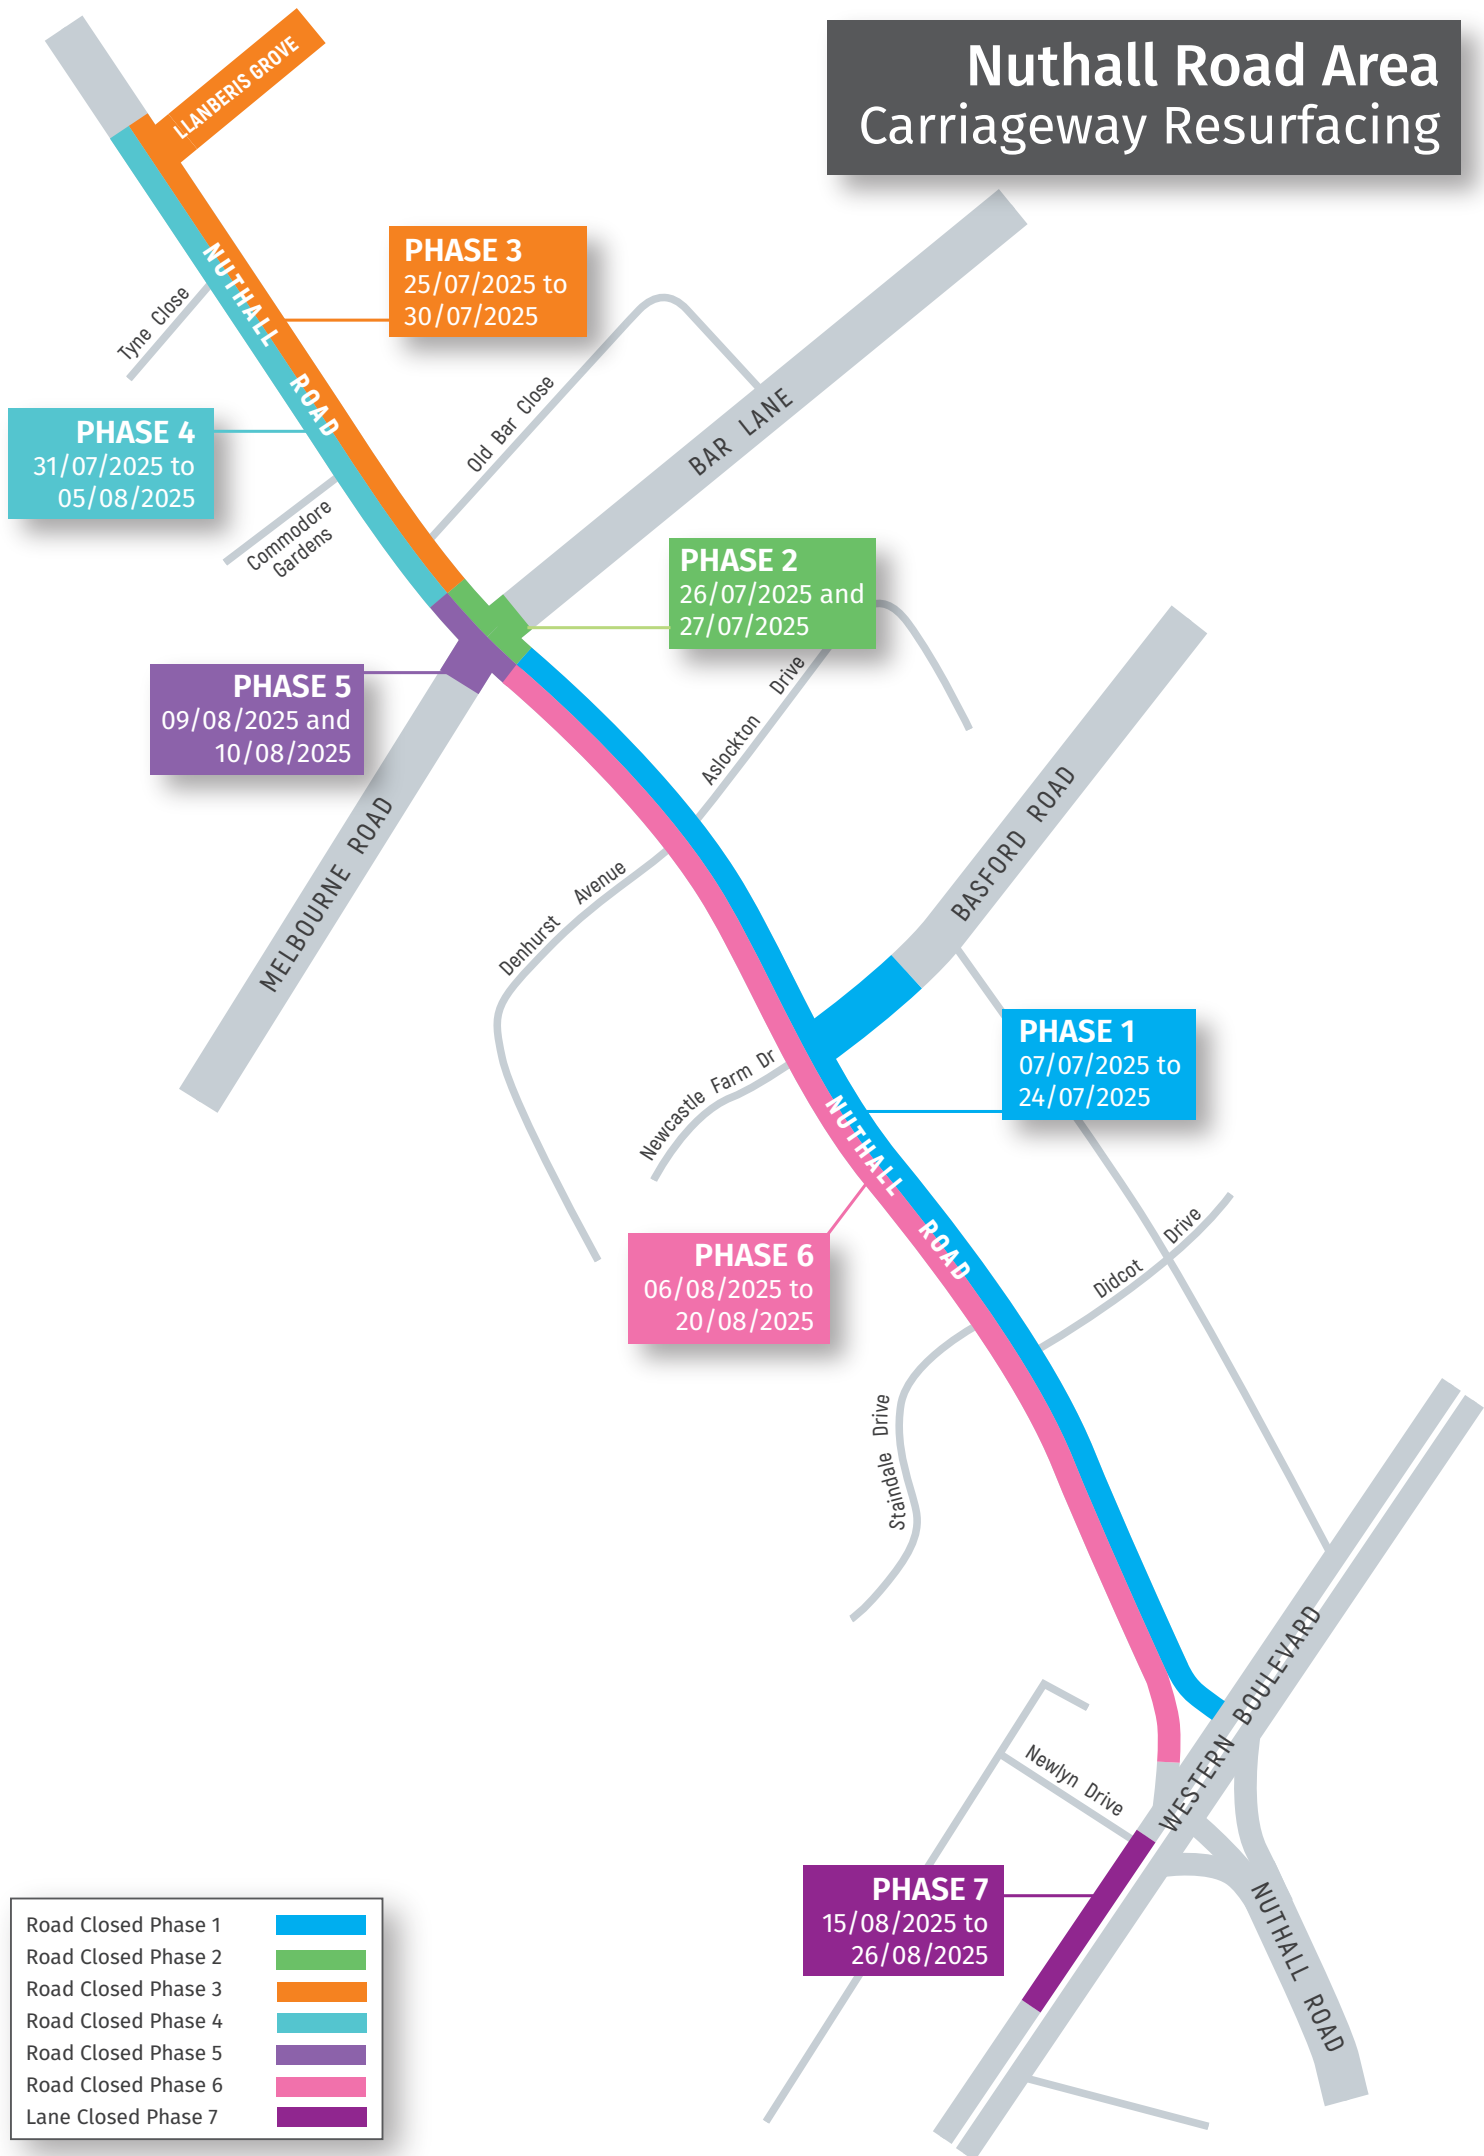 Nuthall Road Area
Carriageway Resurfacing
LLANBERIS GROVE
NUTHALL ROAD
PHASE 3
25/07/2025 to
30/07/2025
Tyne Close
Old Bar Close
BAR LANE
PHASE 4
31/07/2025 to
05/08/2025
Commodore
Gardens
PHASE 2
26/07/2025 and
27/07/2025
PHASE 5
09/08/2025 and
10/08/2025
Aslockton Drive
MELBOURNE ROAD
Denhurst Avenue
BASFORD ROAD
PHASE 1
07/07/2025 to
24/07/2025
Newcastle Farm Dr
NUTHALL ROAD
PHASE 6
06/08/2025 to
20/08/2025
Didcot Drive
Staindale Drive
WESTERN BOULEVARD
Newlyn Drive
PHASE 7
15/08/2025 to
26/08/2025
NUTHALL ROAD
Road Closed Phase 1
Road Closed Phase 2
Road Closed Phase 3
Road Closed Phase 4
Road Closed Phase 5
Road Closed Phase 6
Lane Closed Phase 7